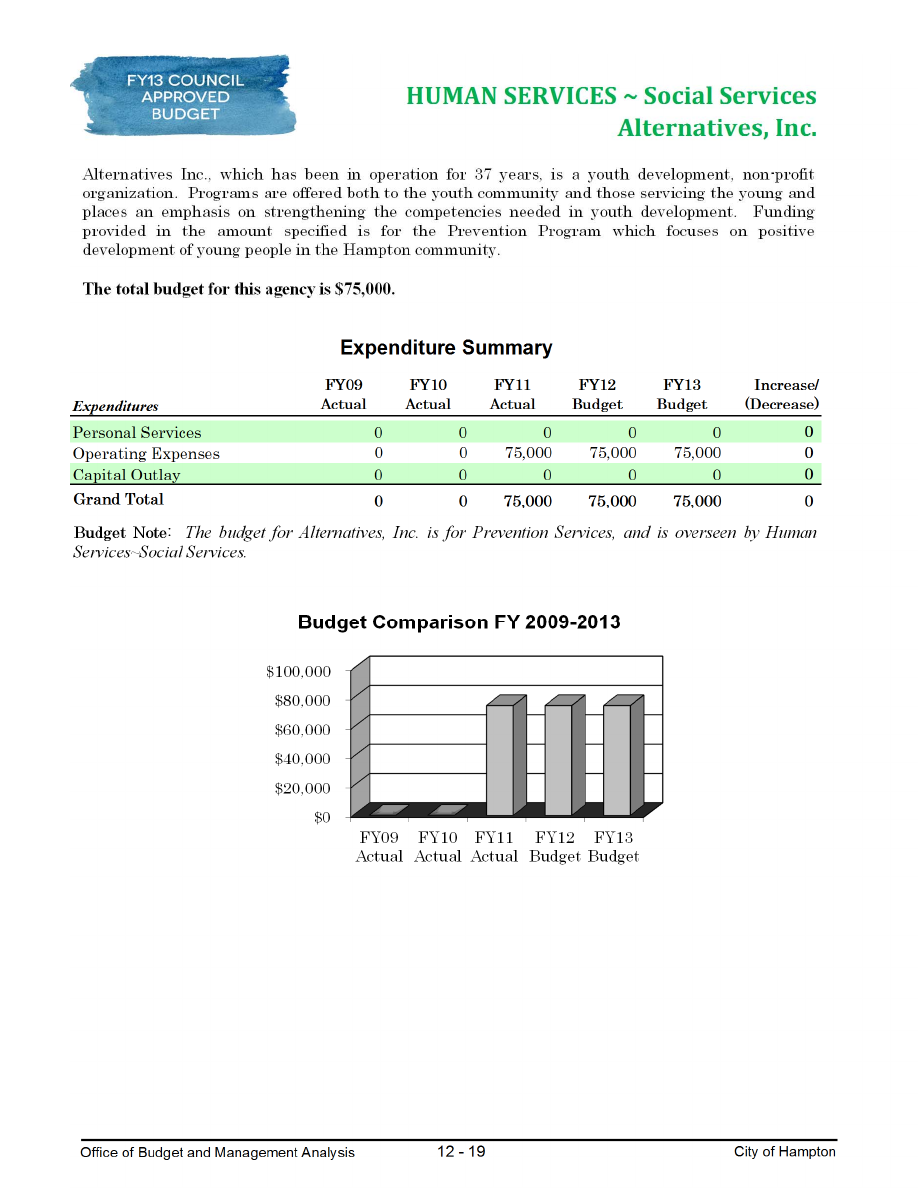 FY13 COUNCIL
APPROVED
BUDGET
HUMAN SERVICES ~ Social Services
Alternatives, Inc.
Alternatives Inc., which has been in operation for 37 years, is a youth development, non-profit
organization. Programs are offered both to the youth community and those servicing the young and
places an emphasis on strengthening the competencies needed in youth development. Funding
provided in the amount specified is for the Prevention Program which focuses on positive
development of young people in the Hampton community.
The total budget for this agency is $75,000.
Expenditure Summary
FY09 FY10 FY11 FY12 FY13 Increase/
Expenditures Actual Actual Actual Budget Budget (Decrease)
Personal Services 0 0 0 0 0 0
Operating Expenses 0 0 75,000 75,000 75,000 0
Capital Outlay 0 0 0 0 0 0
Grand Total 0 0 75,000 75,000 75,000 0
Budget Note: The budget for Alternatives, Inc. is for Prevention Services, and is overseen by Human
Services~Social Services.
Budget Comparison FY 2009-2013
$100,000
$80,000
$60,000
$40,000
$20,000
$0
FY09 FY10 FY11 FY12 FY13
Actual Actual Actual Budget Budget
Office of Budget and Management Analysis 12 - 19 City of Hampton